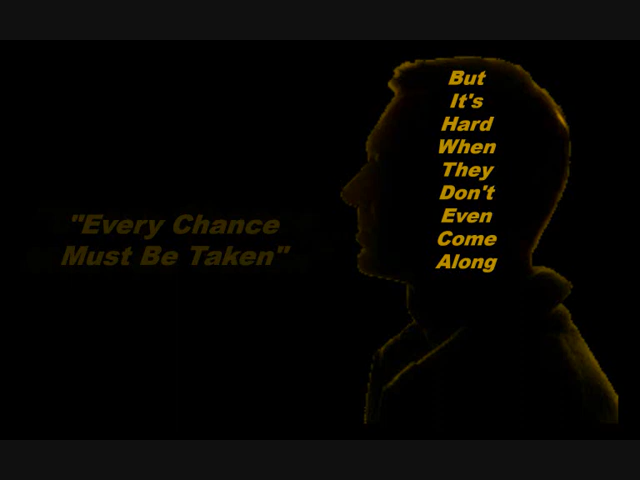 "Every Chance
Must Be Taken"
But
It's
Hard
When
They
Don't
Even
Come
Along